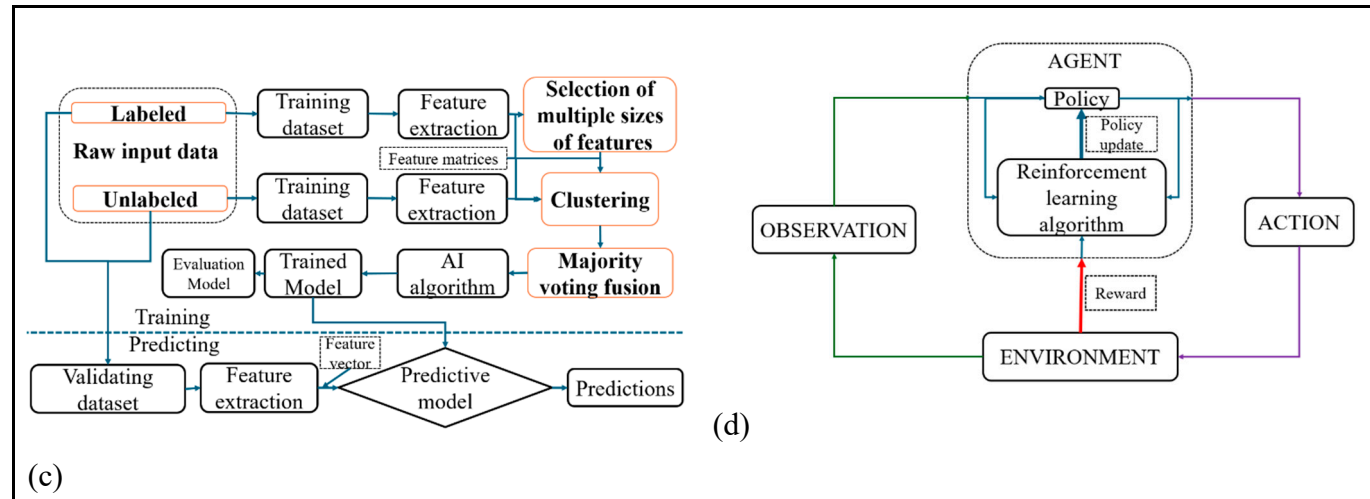 Labeled
Raw input data
Unlabeled
Training
dataset
Feature
extraction
Selection of
multiple sizes
of features
Feature matrices
Training
dataset
Feature
extraction
Clustering
Evaluation
Model
Trained
Model
AI
algorithm
Majority
voting fusion
Training
Predicting
Validating
dataset
Feature
extraction
Feature
vector
Predictive
model
Predictions
(c)
AGENT
Policy
Policy
update
Reinforcement
learning
algorithm
OBSERVATION
ACTION
Reward
ENVIRONMENT
(d)